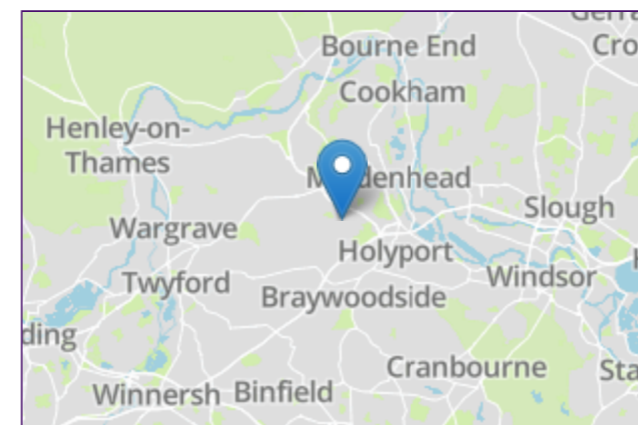 Bourne End
Cookham
Henley-on-
Thames
Slough
Wargrave
Holyport
Windsor
Twyford
Braywoodside
Cranbourne
Winnersh
Binfield